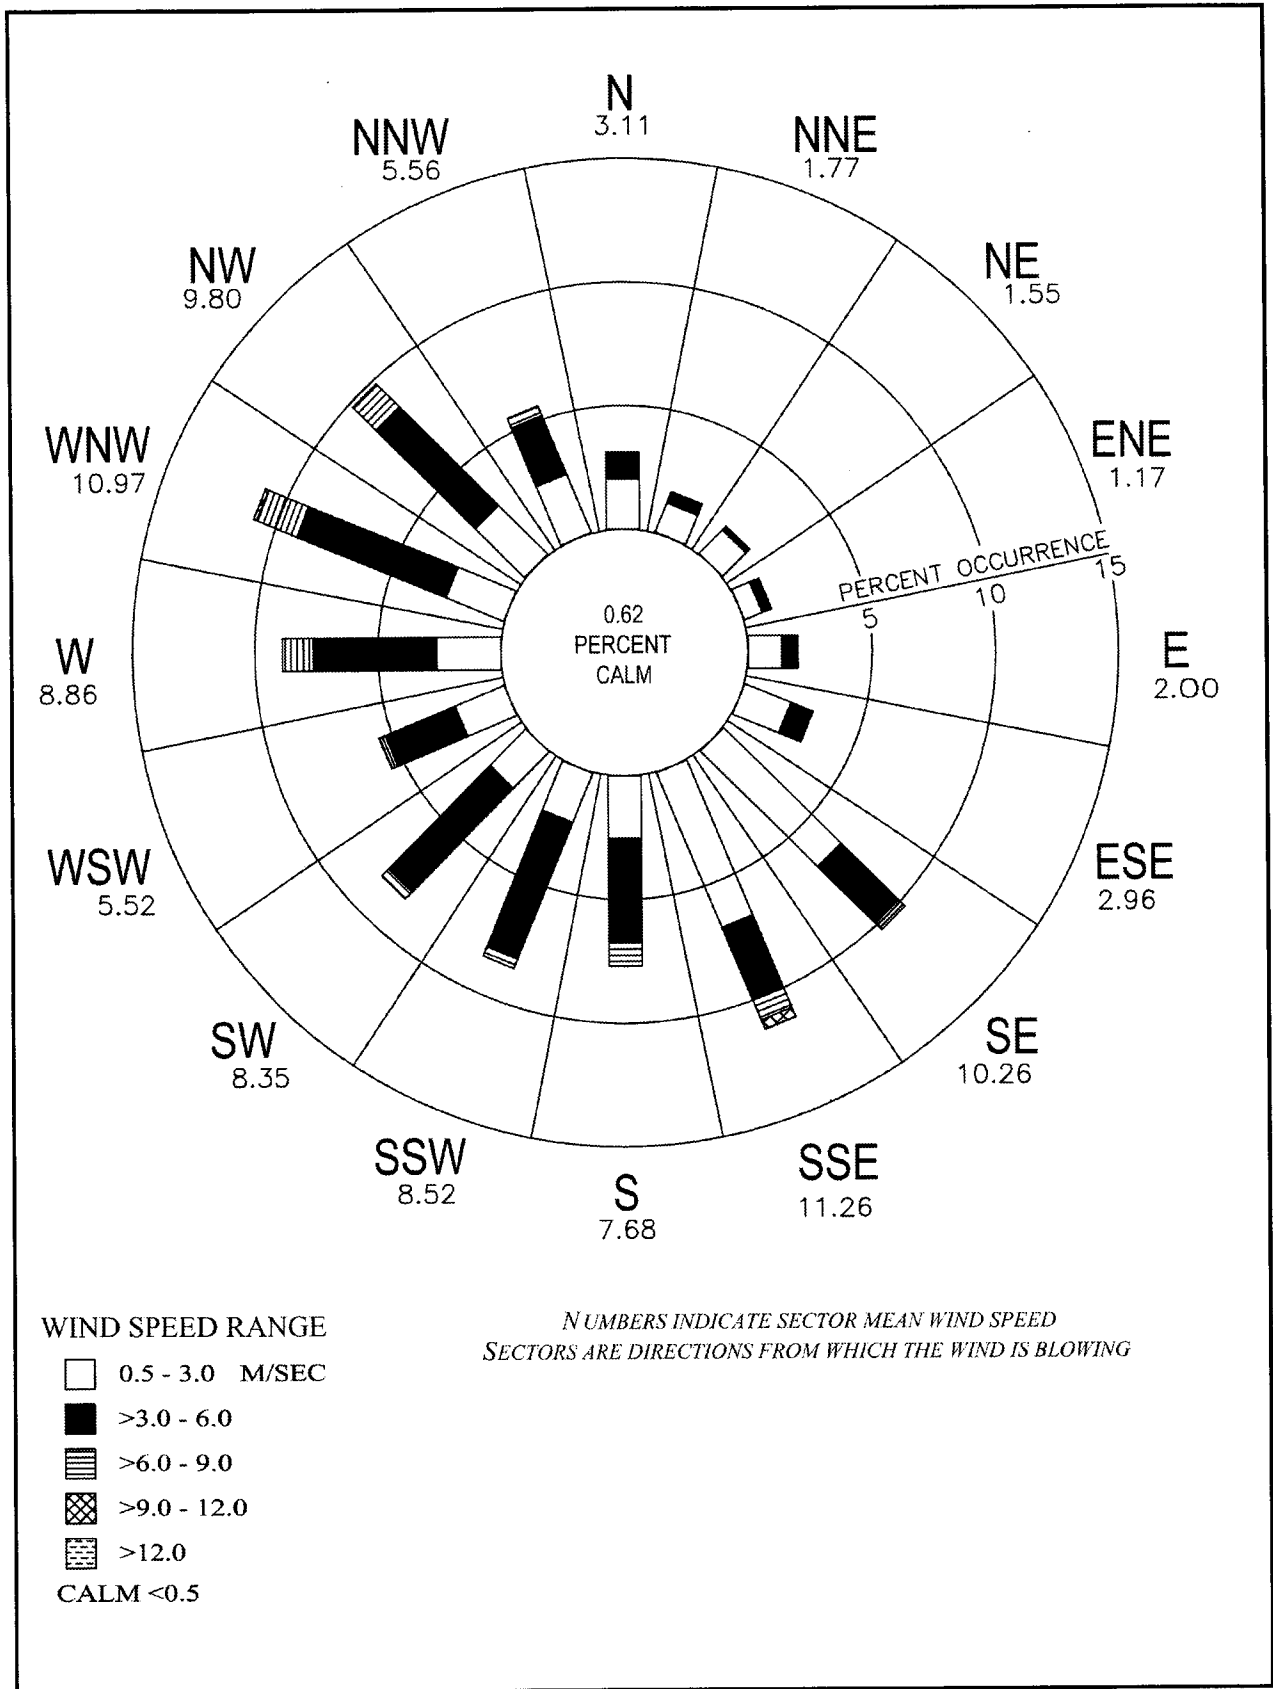 N
3.11
NNW
5.56
NNE
1.77
NW
9.80
NE
1.55
WNW
10.97
ENE
1.17
PERCENT OCCURRENCE
5
10
15
0.62
PERCENT
CALM
W
8.86
E
2.00
WSW
5.52
ESE
2.96
SW
8.35
SE
10.26
SSW
8.52
S
7.68
SSE
11.26
WIND SPEED RANGE
0.5 - 3.0 M/SEC
>3.0 - 6.0
>6.0 - 9.0
>9.0 - 12.0
>12.0
CALM <0.5
NUMBERS INDICATE SECTOR MEAN WIND SPEED
SECTORS ARE DIRECTIONS FROM WHICH THE WIND IS BLOWING